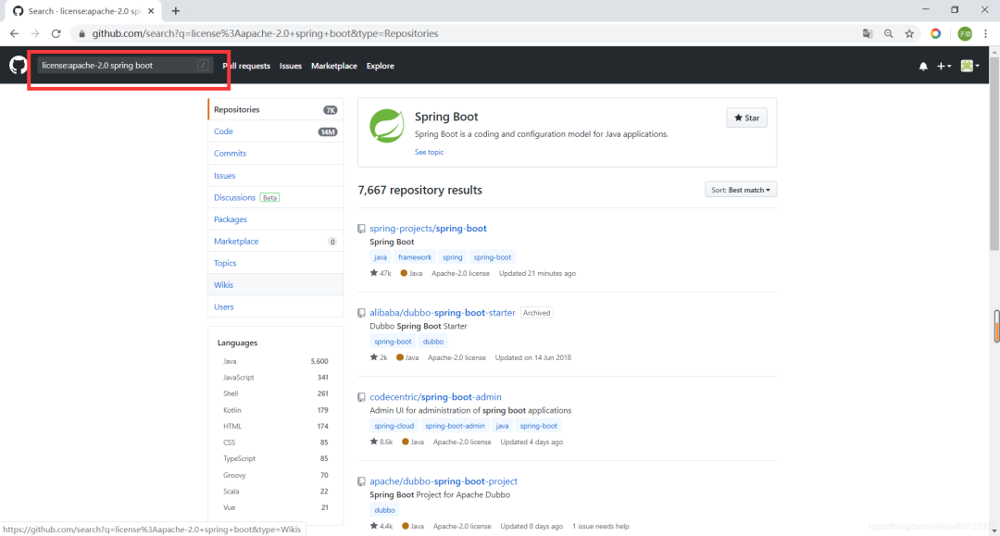 Search · license:apache-2.0 spr
github.com/search?q=license%3Aapache-2.0+spring+boot&type=Repositories
子贤
license:apache-2.0 spring boot /
Pull requests Issues Marketplace Explore
Repositories 7K
Code 14M
Commits
Issues
Discussions Beta
Packages
Marketplace 0
Topics
Wikis
Users
Languages
Java 5,600
JavaScript 341
Shell 261
Kotlin 179
HTML 174
CSS 85
TypeScript 85
Groovy 70
Scala 22
Vue 21
Spring Boot
Star
Spring Boot is a coding and configuration model for Java applications.
See topic
7,667 repository results
Sort: Best match
spring-projects/spring-boot
Spring Boot
java framework spring spring-boot
47k Java Apache-2.0 license Updated 21 minutes ago
alibaba/dubbo-spring-boot-starter Archived
Dubbo Spring Boot Starter
spring-boot dubbo
2k Java Apache-2.0 license Updated on 14 Jun 2018
codecentric/spring-boot-admin
Admin UI for administration of spring boot applications
spring-cloud spring-boot-admin java spring-boot
8.6k Java Apache-2.0 license Updated 4 days ago
apache/dubbo-spring-boot-project
Spring Boot Project for Apache Dubbo
dubbo
4.4k Java Apache-2.0 license Updated 8 days ago 1 issue needs help
https://github.com/search?q=license%3Aapache-2.0+spring+boot&type=Wikis